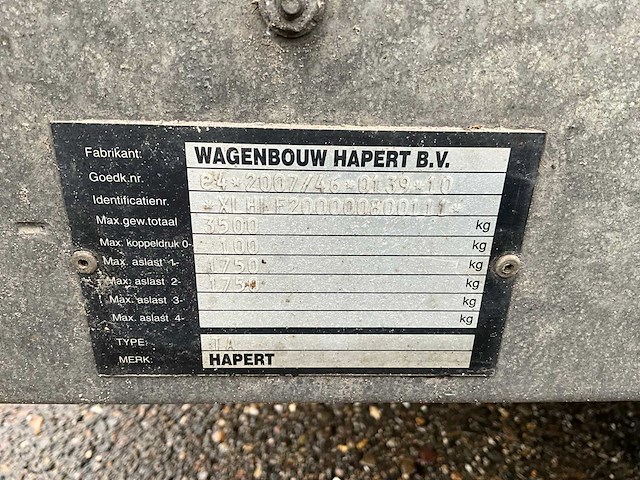 Fabrikant: WAGENBOUW HAPERT B.V.
Goedk.nr. e4*2007/46*0139*10
Identificatienr.
Max.gew.totaal 3500 kg
Max. koppeldruk 0- 100 kg
Max. aslast 1- 1750 kg
Max. aslast 2- 1750 kg
Max. aslast 3- kg
Max. aslast 4- kg
TYPE:
MERK: HAPERT